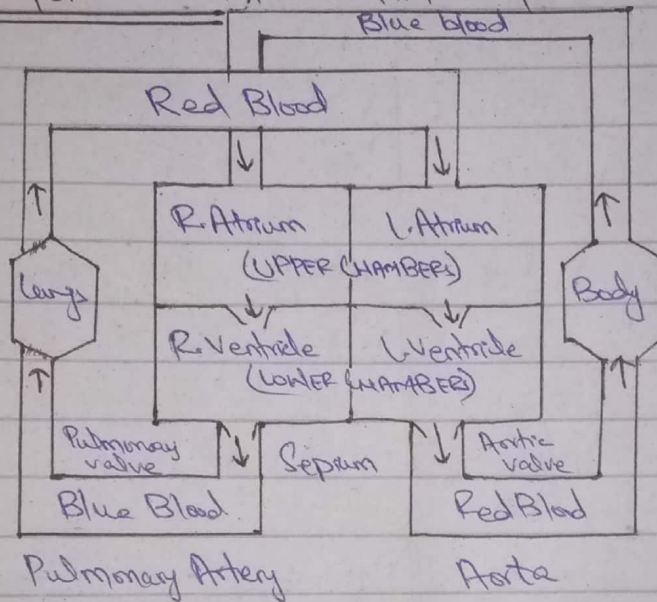 Blue blood
Red Blood
R. Atrium
L. Atrium
(UPPER CHAMBERS)
Lungs
Body
R. Ventricle
L. Ventricle
(LOWER CHAMBERS)
Pulmonary
valve
Septum
Aortic
valve
Blue Blood
Red Blood
Pulmonary Artery
Aorta